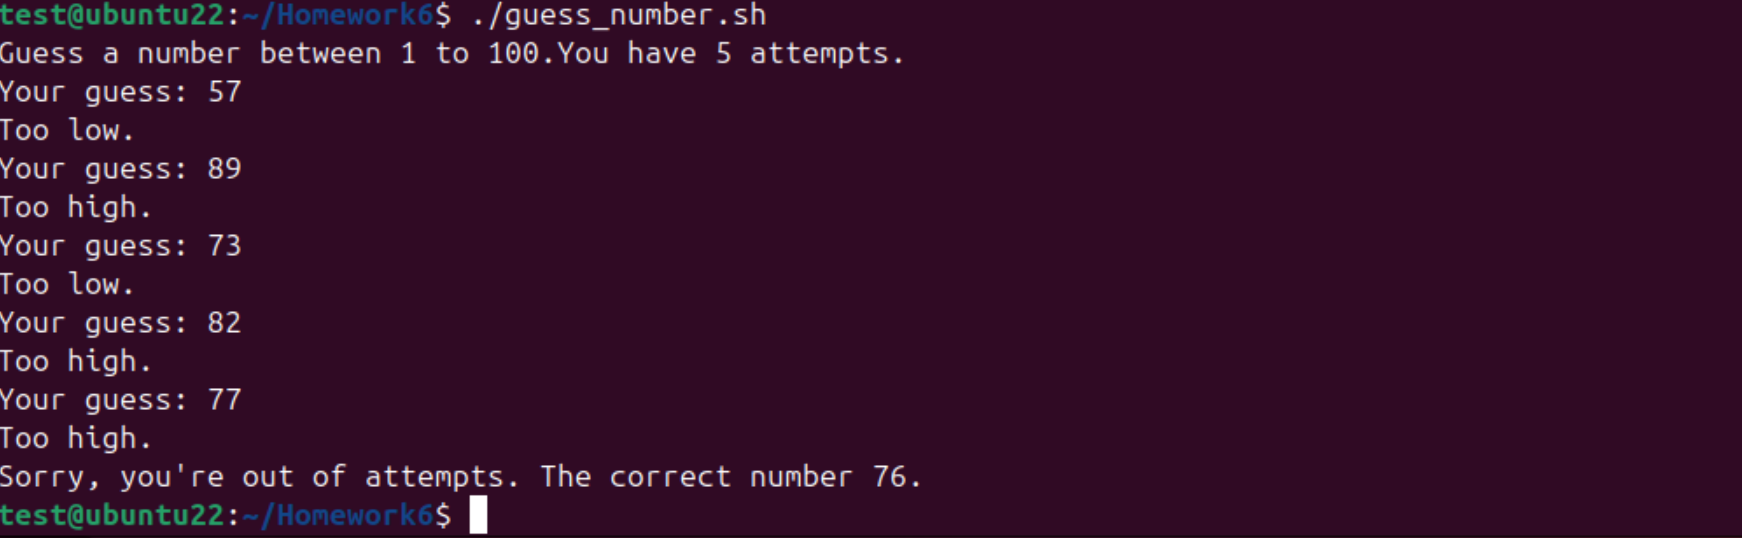 test@ubuntu22:~/Homework6$ ./guess_number.sh
Guess a number between 1 to 100.You have 5 attempts.
Your guess: 57
Too low.
Your guess: 89
Too high.
Your guess: 73
Too low.
Your guess: 82
Too high.
Your guess: 77
Too high.
Sorry, you're out of attempts. The correct number 76.
test@ubuntu22:~/Homework6$